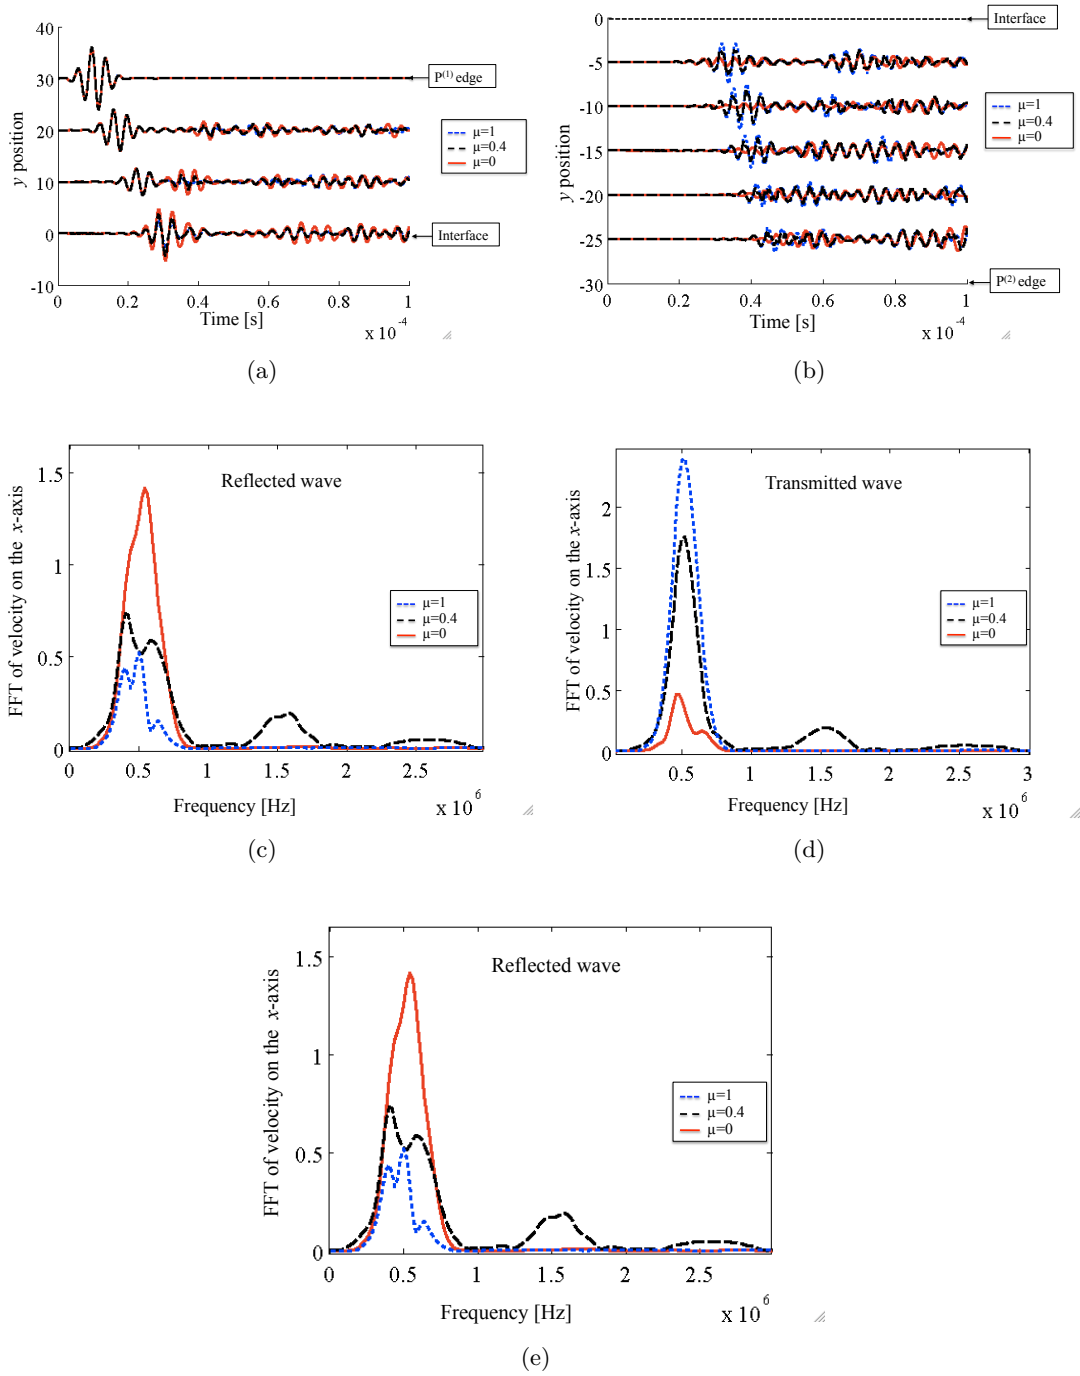 40
30
20
10
0
-10
y position
0
0.2
0.4
0.6
0.8
1
Time [s]
x 10^-4
P(1) edge
μ=1
μ=0.4
μ=0
Interface
(a)
0
-5
-10
-15
-20
-25
-30
y position
0
0.2
0.4
0.6
0.8
1
Time [s]
x 10^-4
Interface
μ=1
μ=0.4
μ=0
P(2) edge
(b)
Reflected wave
FFT of velocity on the x-axis
1.5
1
0.5
0
0
0.5
1
1.5
2
2.5
Frequency [Hz]
x 10^6
μ=1
μ=0.4
μ=0
(c)
Transmitted wave
FFT of velocity on the x-axis
2
1.5
1
0.5
0
0.5
1
1.5
2
2.5
3
Frequency [Hz]
x 10^6
μ=1
μ=0.4
μ=0
(d)
Reflected wave
FFT of velocity on the x-axis
1.5
1
0.5
0
0
0.5
1
1.5
2
2.5
Frequency [Hz]
x 10^6
μ=1
μ=0.4
μ=0
(e)